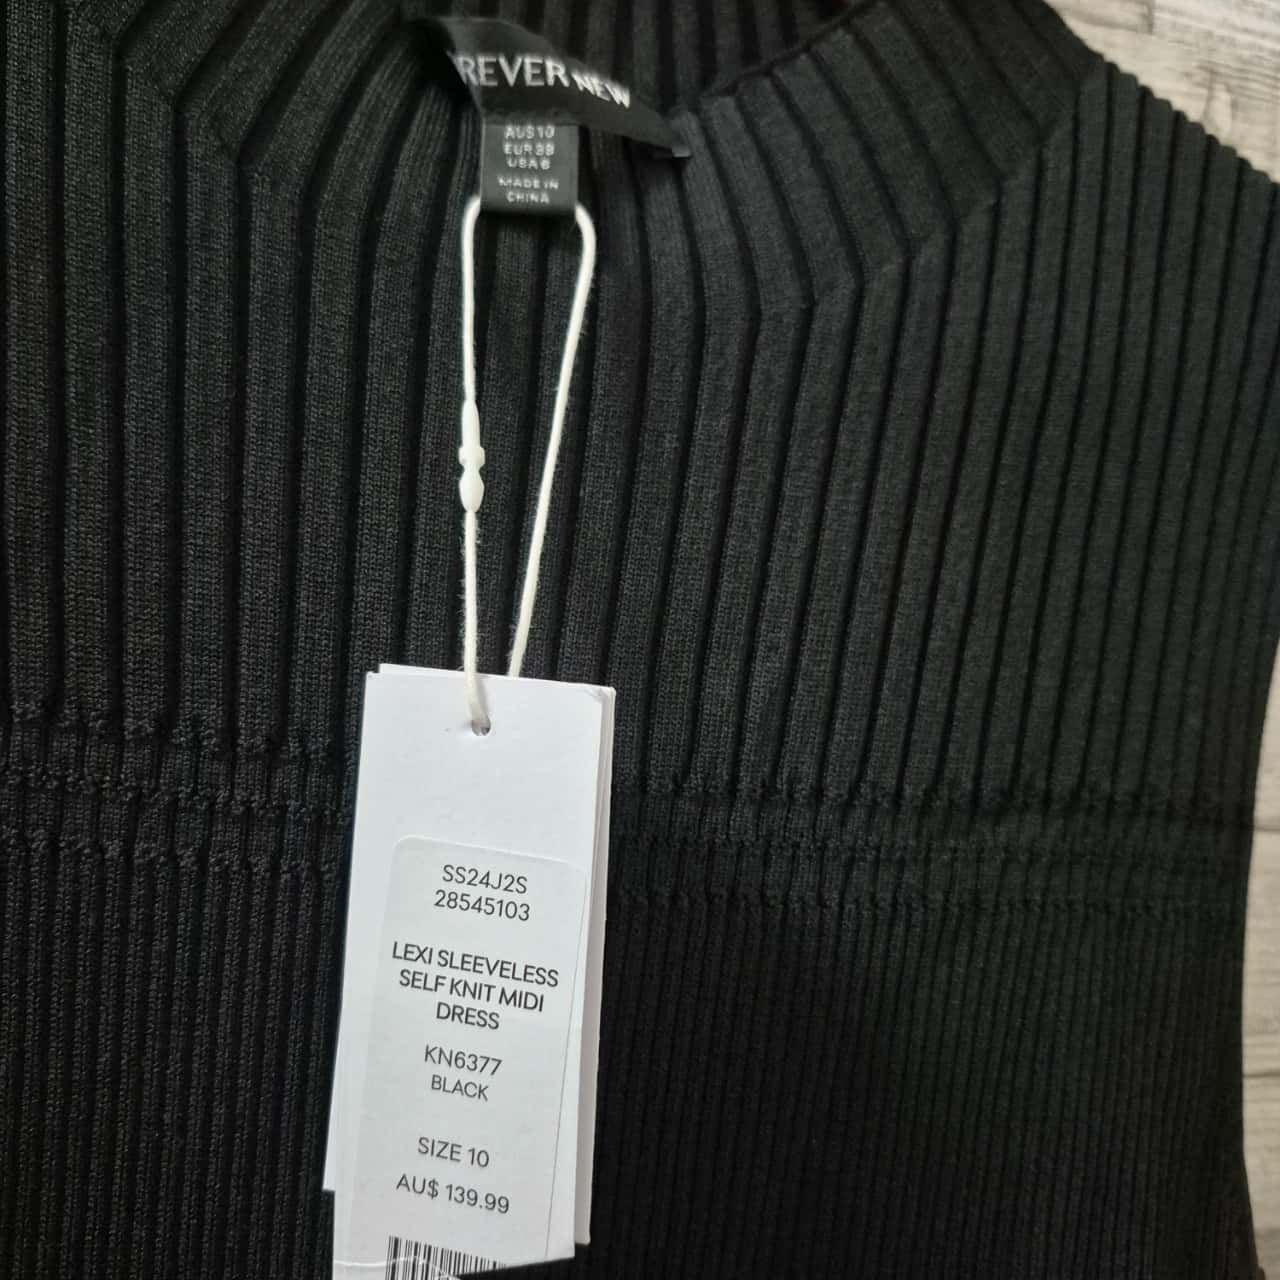 REVER NEW
AUS 10
EUR 38
USA 6
MADE IN
CHINA
SS24J2S
28545103
LEXI SLEEVELESS
SELF KNIT MIDI
DRESS
KN6377
BLACK
SIZE 10
AU$ 139.99